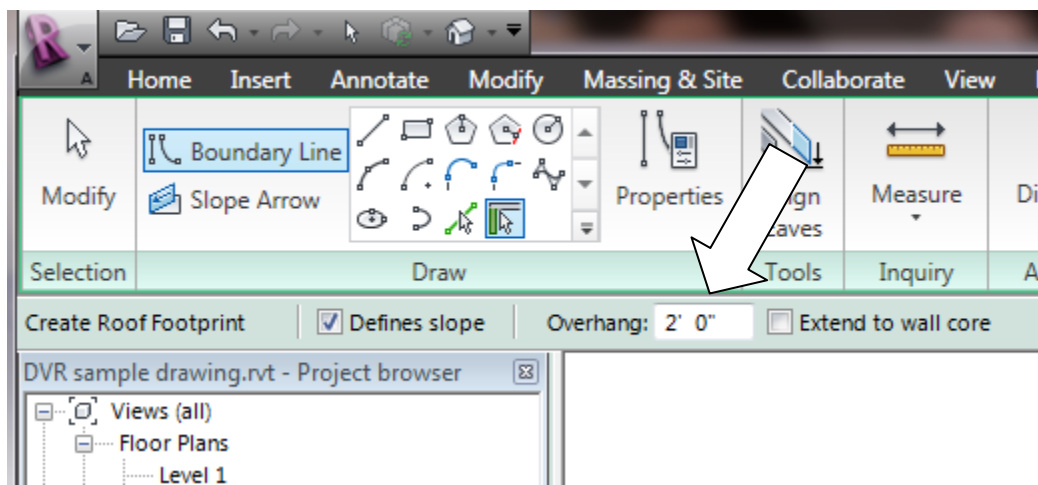 A
Home Insert Annotate Modify Massing & Site Collaborate View
Boundary Line
Modify Slope Arrow Properties Measure
Eaves
Selection Draw Tools Inquiry A
Create Roof Footprint Defines slope Overhang: 2' 0" Extend to wall core
DVR sample drawing.rvt - Project browser
Views (all)
Floor Plans
Level 1